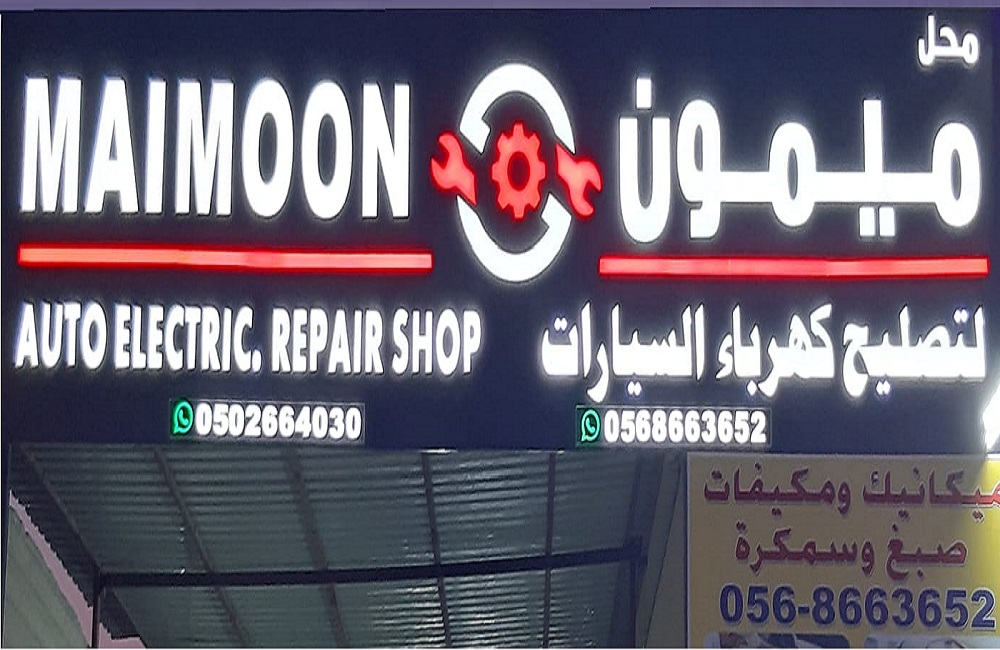 محل
MAIMOON
ميمون
AUTO ELECTRIC. REPAIR SHOP
لتصليح كهرباء السيارات
0502664030
0568663652
ميكانيك ومكيفات
صبغ وسمكرة
056-8663652